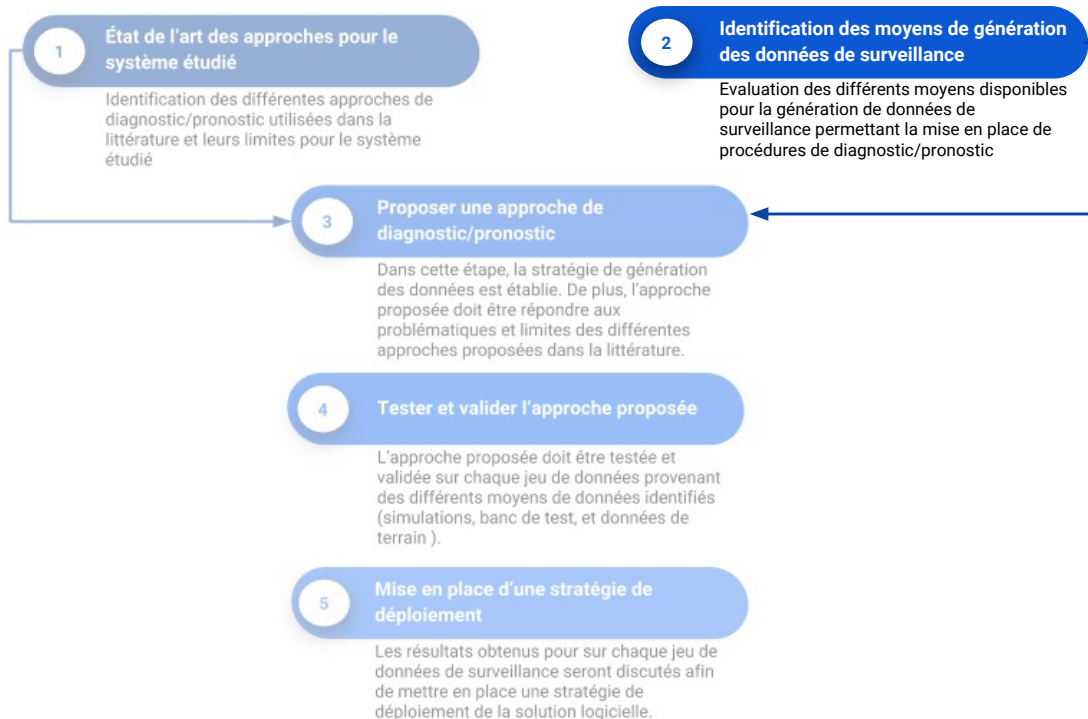 1
État de l'art des approches pour le
système étudié
Identification des différentes approches de
diagnostic/pronostic utilisées dans la
littérature et leurs limites pour le système
étudié
2
Identification des moyens de génération
des données de surveillance
Evaluation des différents moyens disponibles
pour la génération de données de
surveillance permettant la mise en place de
procédures de diagnostic/pronostic
3
Proposer une approche de
diagnostic/pronostic
Dans cette étape, la stratégie de génération
des données est établie. De plus, l'approche
proposée doit être répondre aux
problématiques et limites des différentes
approches proposées dans la littérature.
4
Tester et valider l'approche proposée
L'approche proposée doit être testée et
validée sur chaque jeu de données provenant
des différents moyens de données identifiés
(simulations, banc de test, et données de
terrain ).
5
Mise en place d'une stratégie de
déploiement
Les résultats obtenus pour sur chaque jeu de
données de surveillance seront discutés afin
de mettre en place une stratégie de
déploiement de la solution logicielle.